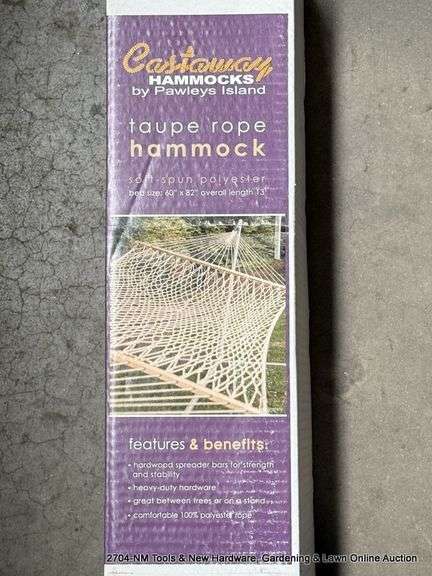 Castaway
HAMMOCKS
by Pawleys Island
taupe rope
hammock
soft-spun polyester
bed size: 60" x 82" overall length 13'
features & benefits:
• hardwood spreader bars for strength
and stability
• heavy-duty hardware
• great between trees or on a stand
• comfortable 100% polyester rope
2704-NM Tools & New Hardware, Gardening & Lawn Online Auction